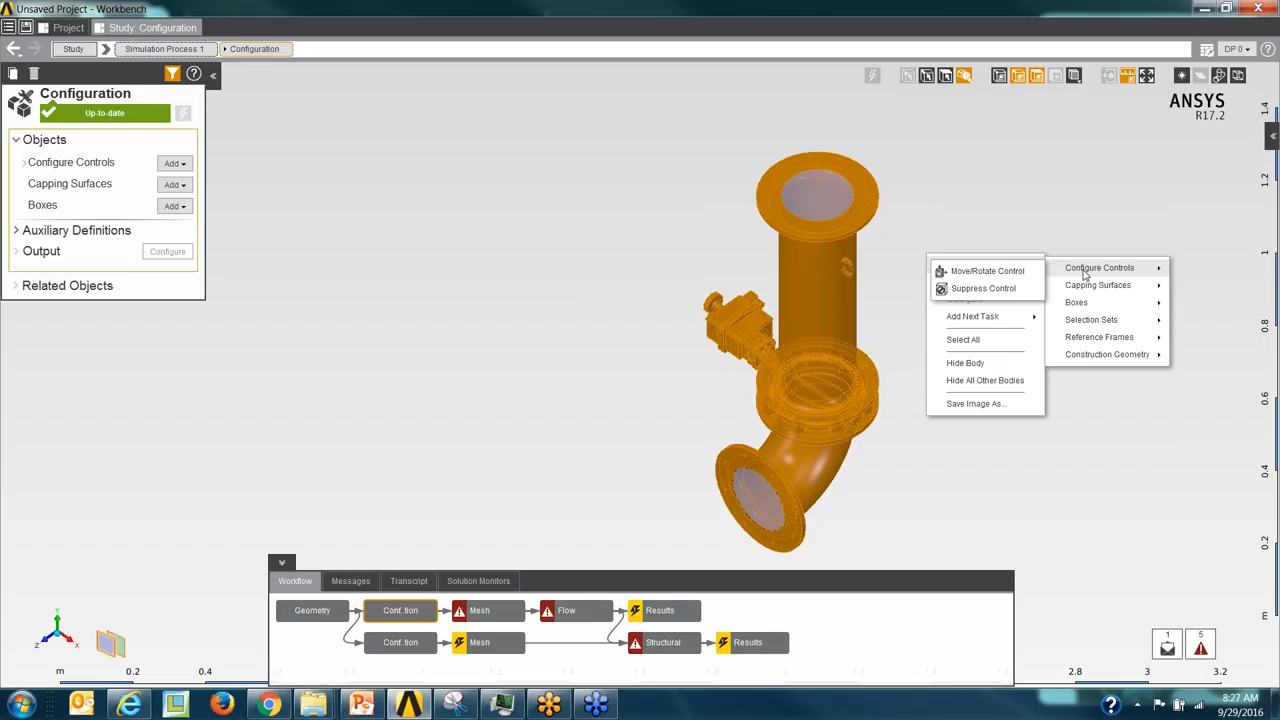 Unsaved Project - Workbench
Project
Study: Configuration
Study
Simulation Process 1
Configuration
DP 0
Configuration
Up-to-date
Objects
Configure Controls
Add
Capping Surfaces
Add
Boxes
Add
Auxiliary Definitions
Output
Configure
Related Objects
ANSYS
R17.2
Move/Rotate Control
Suppress Control
Add Next Task
Select All
Hide Body
Hide All Other Bodies
Save Image As...
Configure Controls
Capping Surfaces
Boxes
Selection Sets
Reference Frames
Construction Geometry
1.4
1.2
1
0.8
0.6
0.4
0.2
Workflow
Messages
Transcript
Solution Monitors
Geometry
Conf..tion
Mesh
Flow
Results
Conf..tion
Mesh
Structural
Results
Y
Z
X
1
5
m
0.2
0.4
2.8
3
m
3.2
8:27 AM
9/29/2016